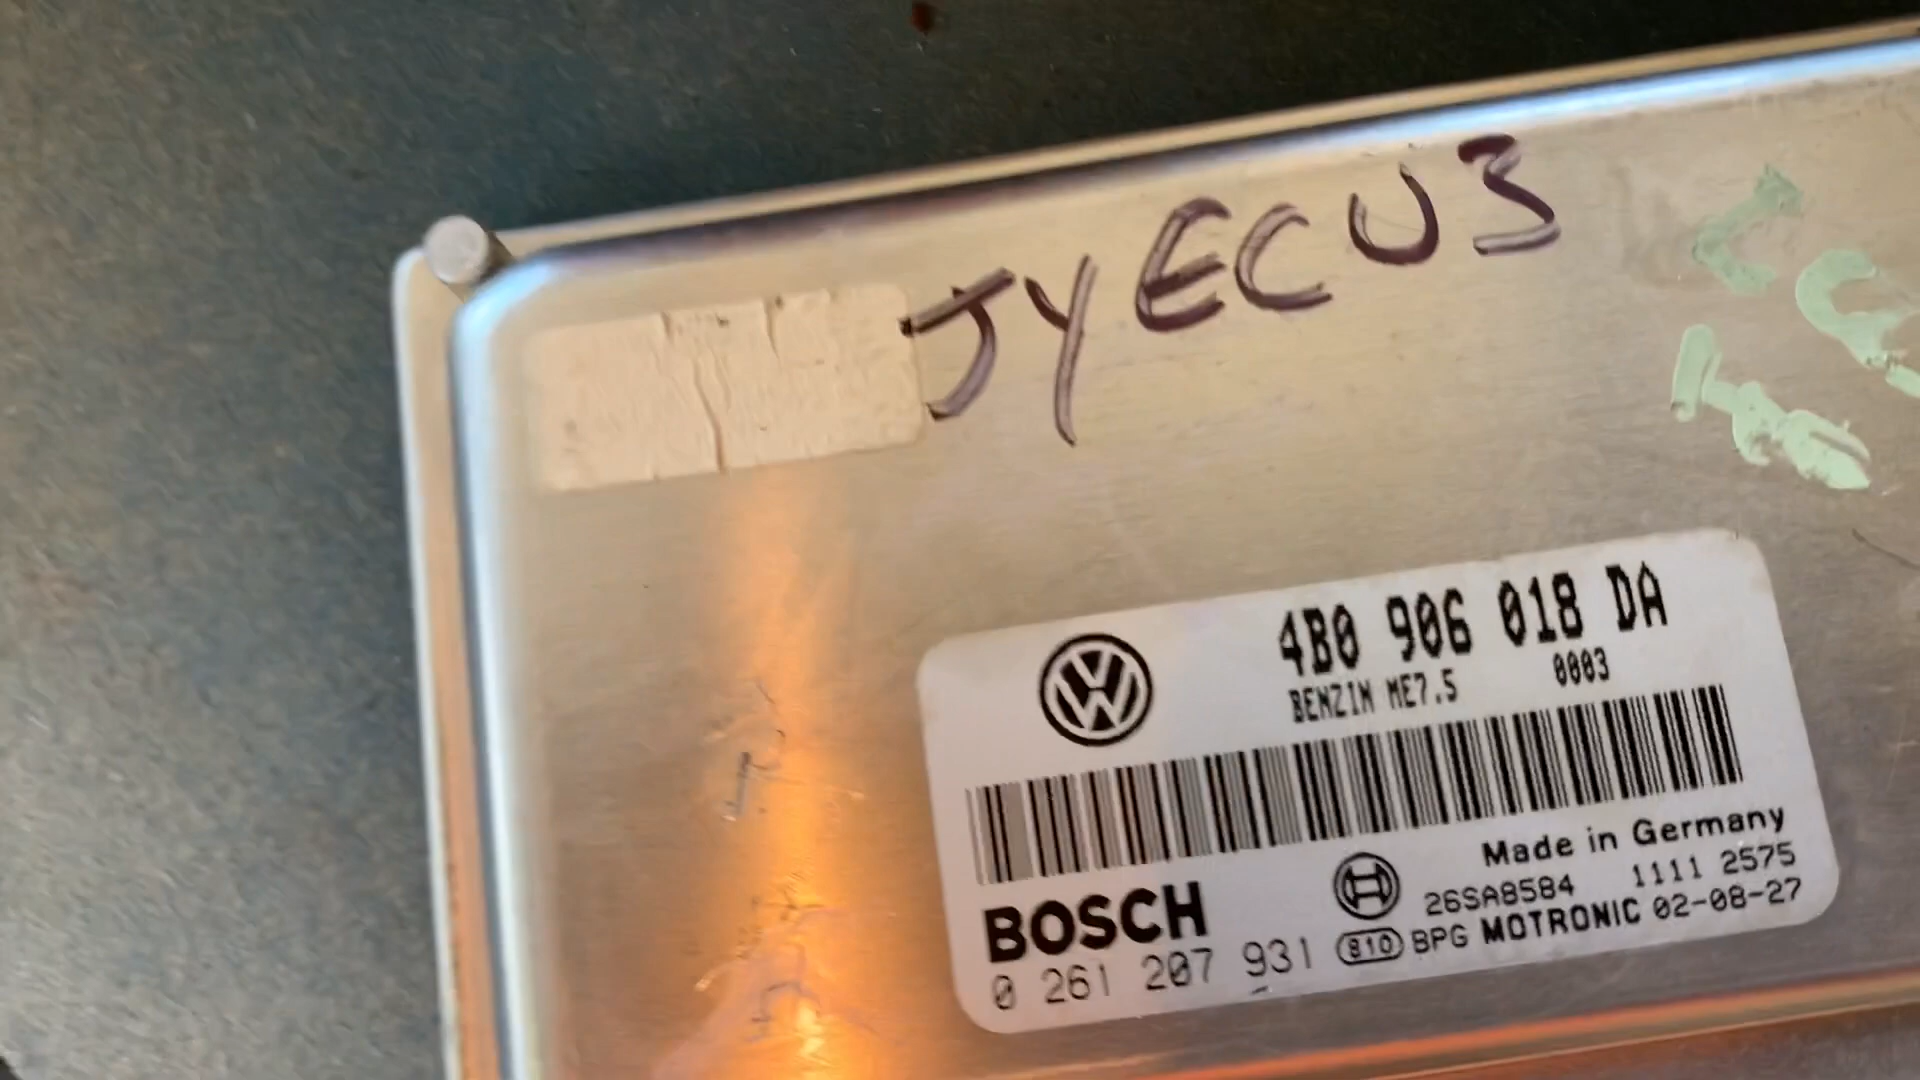 JYECU3
4B0 906 018 DA
BENZIN ME7.5 0003
Made in Germany
BOSCH 26SA8584 1111 2575
0 261 207 931 810 BPG MOTRONIC 02-08-27